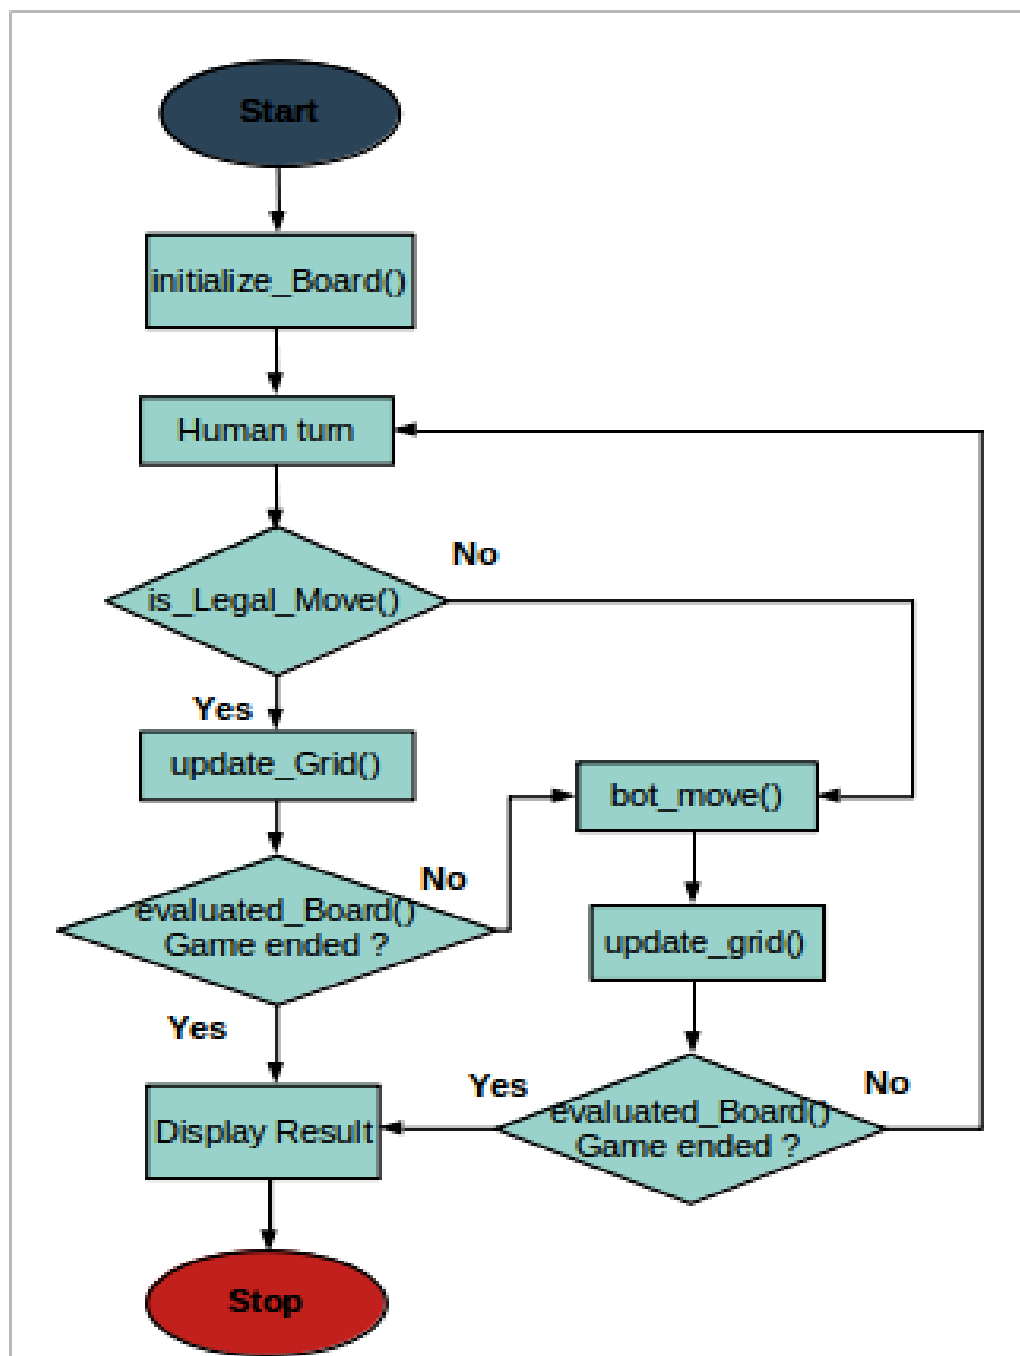 Start
initialize_Board()
Human turn
No
is_Legal_Move()
Yes
update_Grid()
bot_move()
No
evaluated_Board()
Game ended ?
update_grid()
Yes
Yes
No
Display Result
evaluated_Board()
Game ended ?
Stop